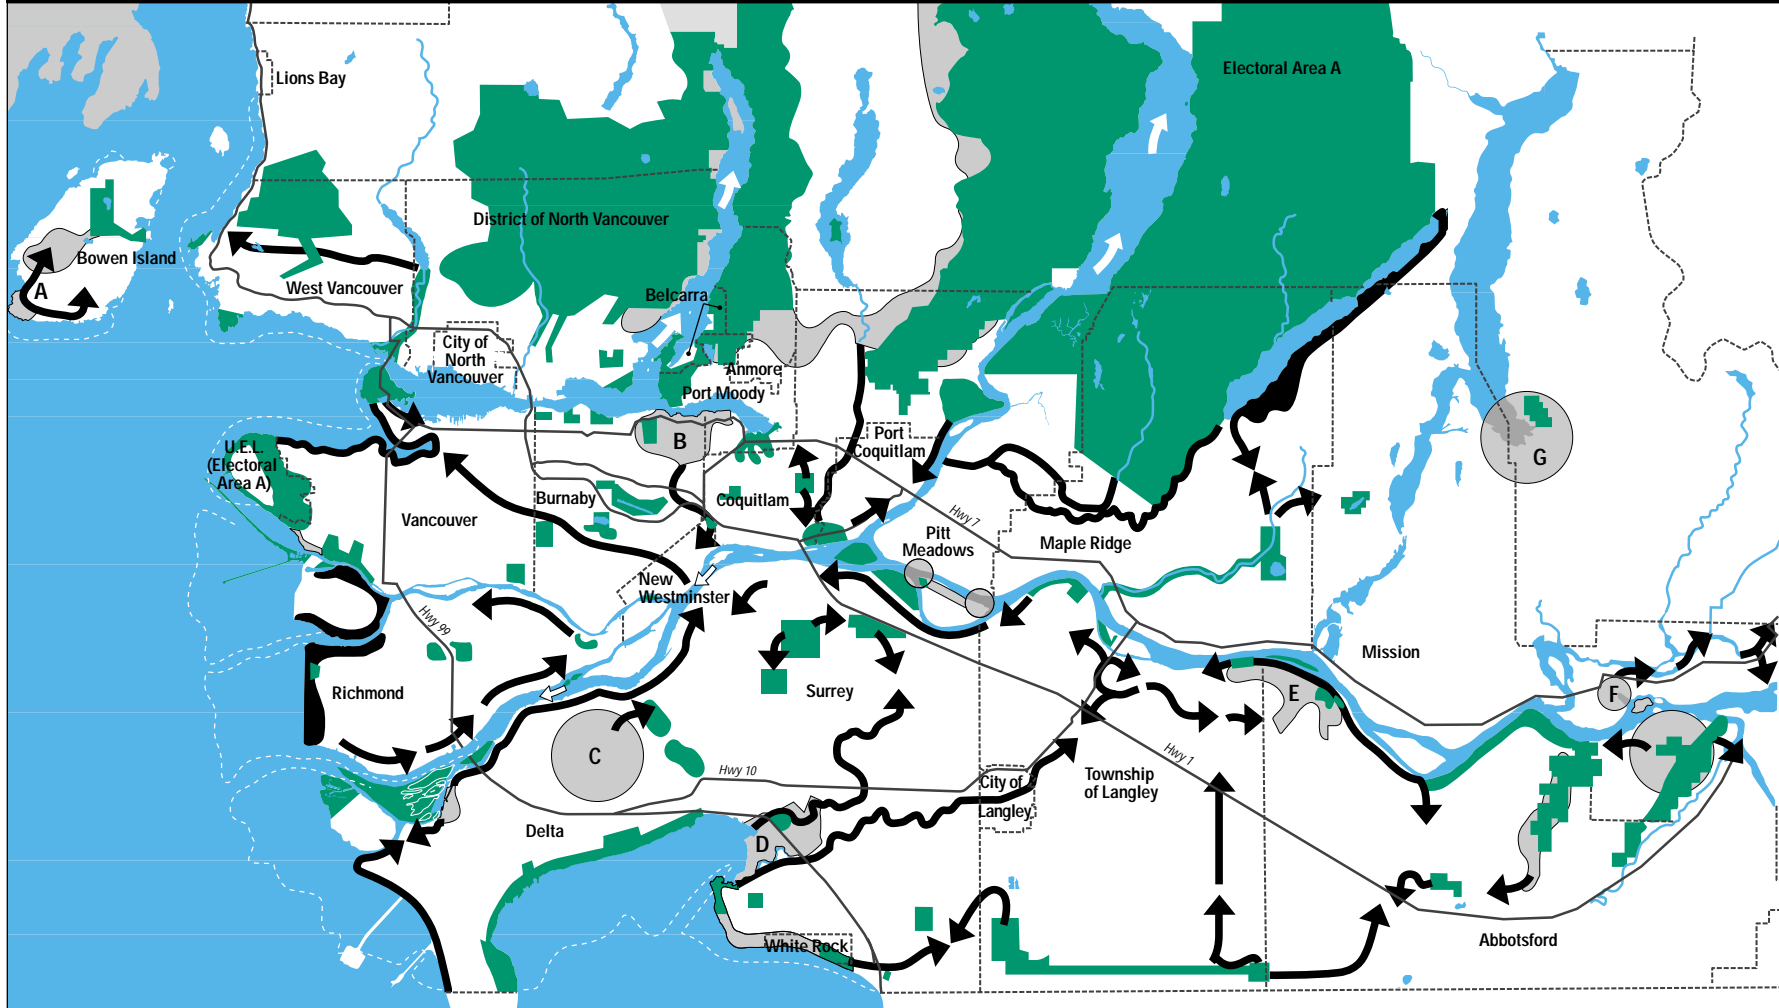 Electoral Area A
Lions Bay
District of North Vancouver
Bowen Island
A
West Vancouver
Belcarra
City of
North
Vancouver
Anmore
Port Moody
B
Port
Coquitlam
U.E.L.
(Electoral
Area A)
G
Burnaby
Coquitlam
Vancouver
Hwy 7
Pitt
Meadows
Maple Ridge
New
Westminster
Hwy 99
Mission
Richmond
Surrey
E
F
C
Hwy 10
Hwy 1
City of
Langley
Township
of Langley
Delta
D
White Rock
Abbotsford